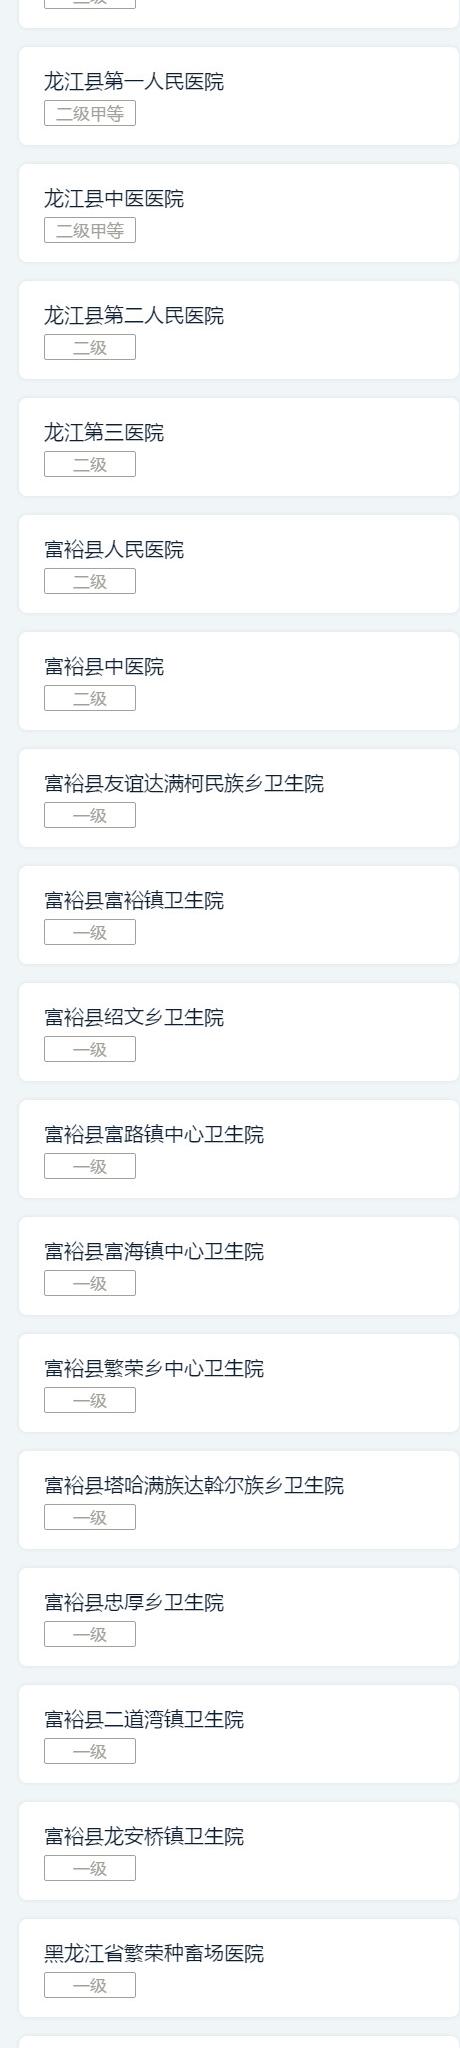 龙江县第一人民医院
二级甲等
龙江县中医医院
二级甲等
龙江县第二人民医院
二级
龙江第三医院
二级
富裕县人民医院
二级
富裕县中医院
二级
富裕县友谊达满柯民族乡卫生院
一级
富裕县富裕镇卫生院
一级
富裕县绍文乡卫生院
一级
富裕县富路镇中心卫生院
一级
富裕县富海镇中心卫生院
一级
富裕县繁荣乡中心卫生院
一级
富裕县塔哈满族达斡尔族乡卫生院
一级
富裕县忠厚乡卫生院
一级
富裕县二道湾镇卫生院
一级
富裕县龙安桥镇卫生院
一级
黑龙江省繁荣种畜场医院
一级